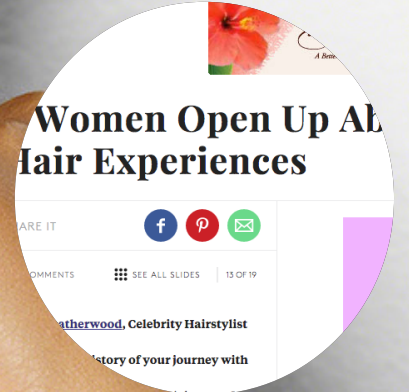 A Bette
Women Open Up Ab
Hair Experiences
ARE IT
OMMENTS
SEE ALL SLIDES
13 OF 19
atherwood, Celebrity Hairstylist
istory of your journey with